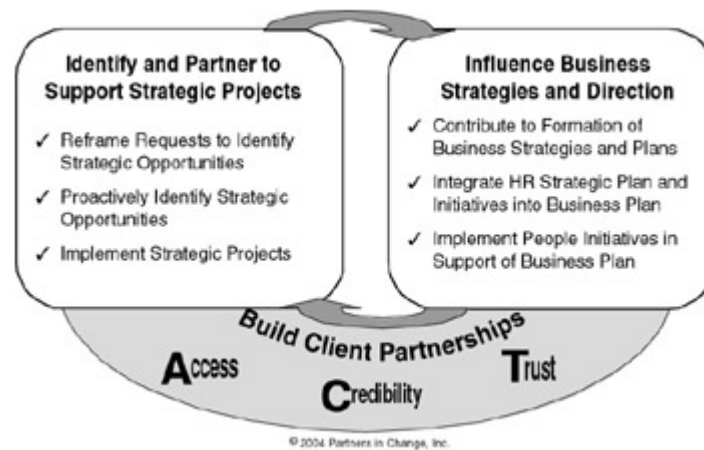 Identify and Partner to
Support Strategic Projects
✓ Reframe Requests to Identify
Strategic Opportunities
✓ Proactively Identify Strategic
Opportunities
✓ Implement Strategic Projects
Influence Business
Strategies and Direction
✓ Contribute to Formation of
Business Strategies and Plans
✓ Integrate HR Strategic Plan and
Initiatives into Business Plan
✓ Implement People Initiatives in
Support of Business Plan
Build Client Partnerships
Access
Credibility
Trust
© 2004 Partners in Change, Inc.